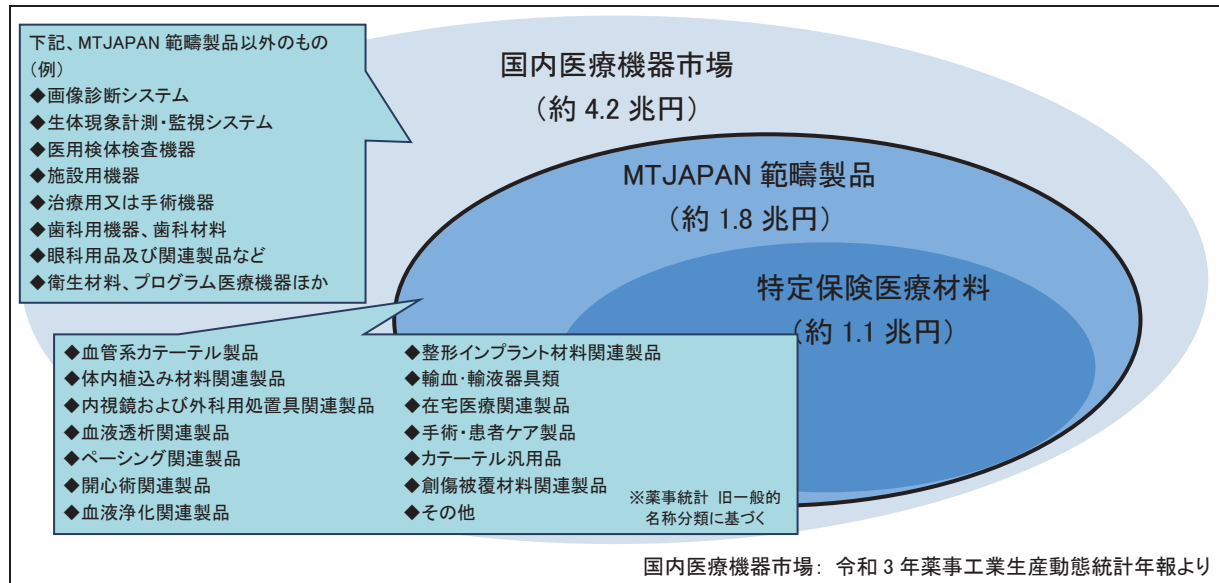 下記、MTJAPAN 範疇製品以外のもの
（例）
◆画像診断システム
◆生体現象計測・監視システム
◆医用検体検査機器
◆施設用機器
◆治療用又は手術機器
◆歯科用機器、歯科材料
◆眼科用品及び関連製品など
◆衛生材料、プログラム医療機器ほか
国内医療機器市場
（約 4.2 兆円）
MTJAPAN 範疇製品
（約 1.8 兆円）
特定保険医療材料
（約 1.1 兆円）
◆血管系カテーテル製品
◆体内植込み材料関連製品
◆内視鏡および外科用処置具関連製品
◆血液透析関連製品
◆ペーシング関連製品
◆開心術関連製品
◆血液浄化関連製品
◆整形インプラント材料関連製品
◆輸血・輸液器具類
◆在宅医療関連製品
◆手術・患者ケア製品
◆カテーテル汎用品
◆創傷被覆材料関連製品
◆その他
※薬事統計 旧一般的
名称分類に基づく
国内医療機器市場： 令和 3 年薬事工業生産動態統計年報より